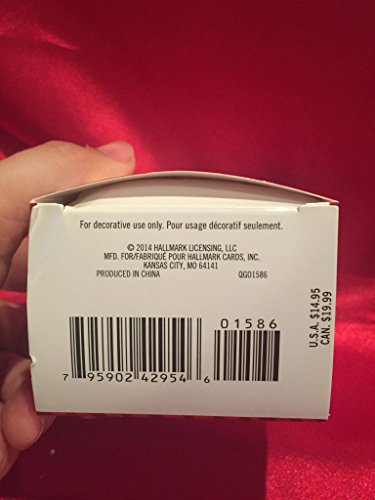 For decorative use only. Pour usage décoratif seulement.
© 2014 HALLMARK LICENSING, LLC
MFD. FOR/FABRIQUÉ POUR HALLMARK CARDS, INC.
KANSAS CITY, MO 64141
PRODUCED IN CHINA QGO1586
01586
7 95902 42954 6
U.S.A. $14.95
CAN. $19.99